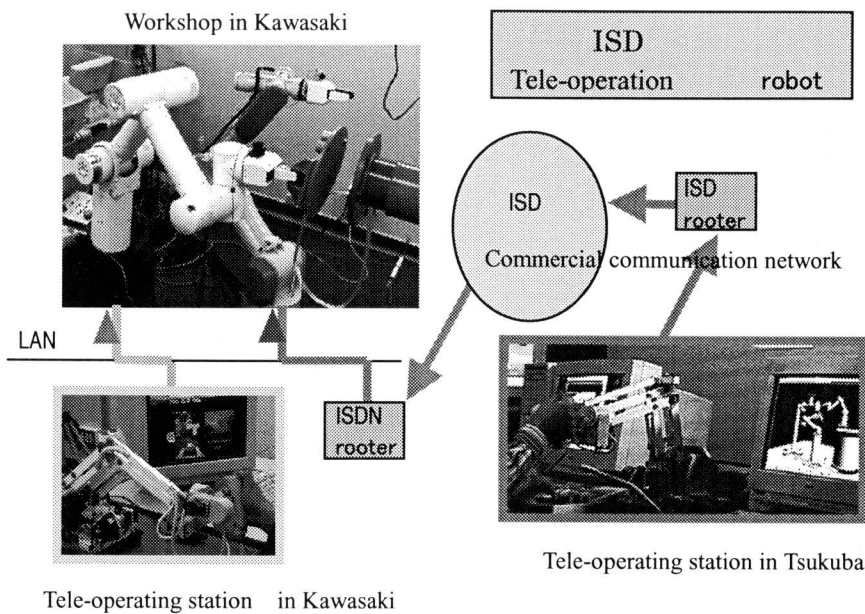 Workshop in Kawasaki
ISD
Tele-operation robot
ISD
ISD
rooter
Commercial communication network
LAN
ISDN
rooter
Tele-operating station in Tsukuba
Tele-operating station in Kawasaki